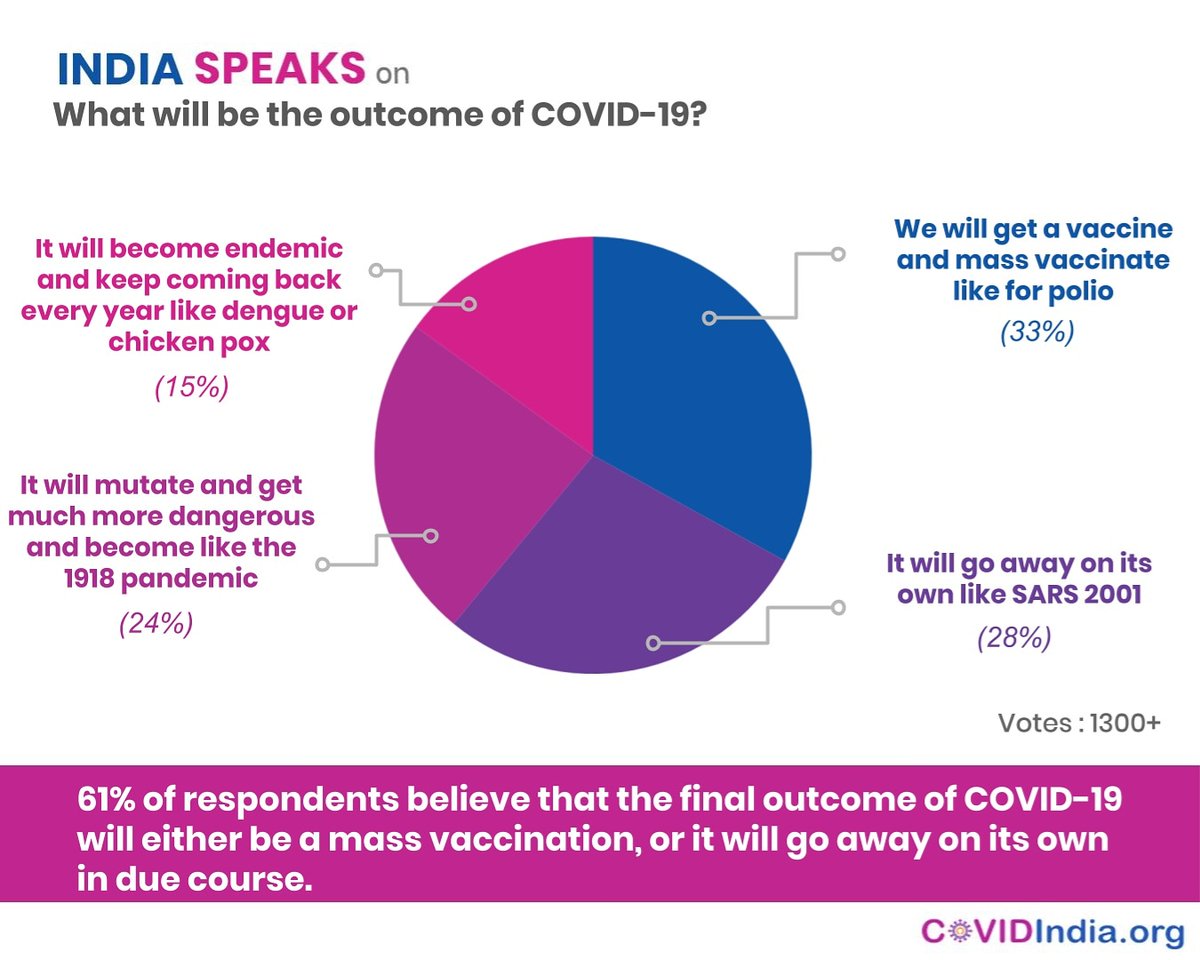 INDIA SPEAKS on
What will be the outcome of COVID-19?
It will become endemic
and keep coming back
every year like dengue or
chicken pox
(15%)
We will get a vaccine
and mass vaccinate
like for polio
(33%)
It will mutate and get
much more dangerous
and become like the
1918 pandemic
(24%)
It will go away on its
own like SARS 2001
(28%)
Votes : 1300+
61% of respondents believe that the final outcome of COVID-19
will either be a mass vaccination, or it will go away on its own
in due course.
COVIDIndia.org